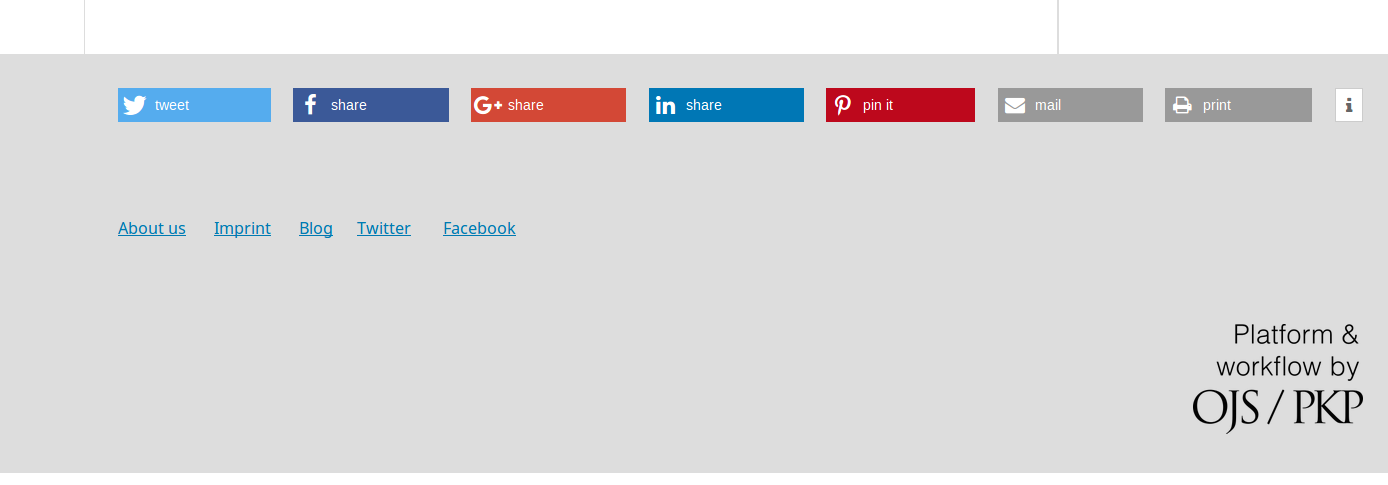 tweet share share share pin it mail print
About us Imprint Blog Twitter Facebook
Platform &
workflow by
OJS / PKP